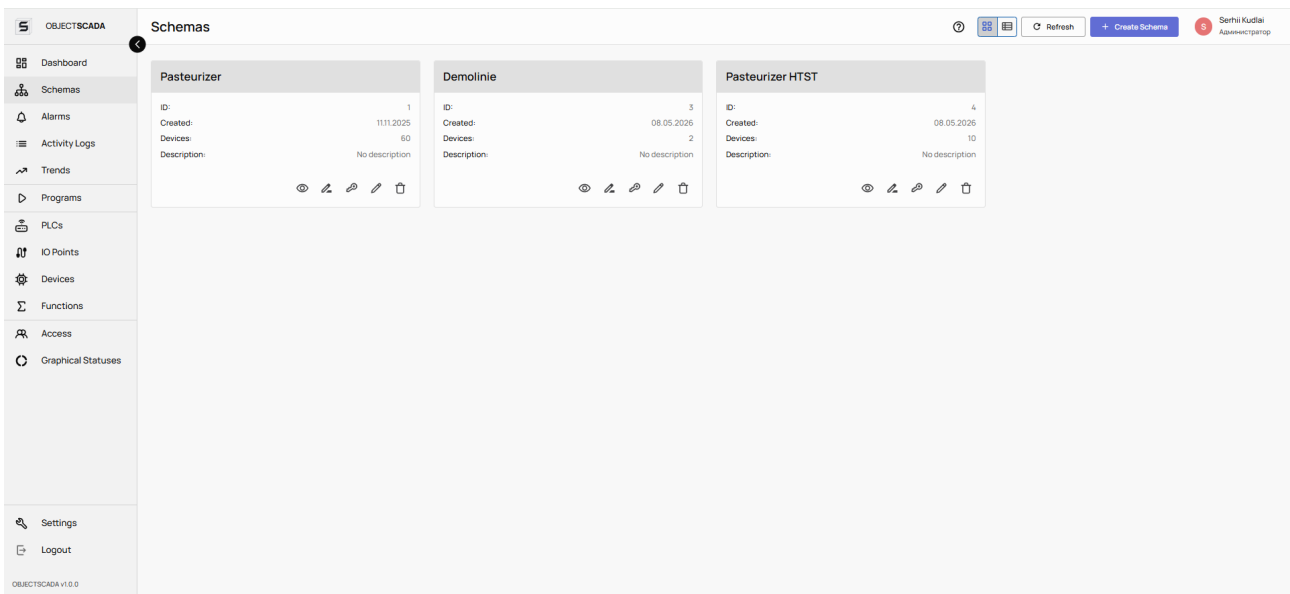 OBJECTSCADA
Schemas
Refresh
+ Create Schema
S
Serhii Kudlai
Администратор
Dashboard
Schemas
Alarms
Activity Logs
Trends
Programs
PLCs
IO Points
Devices
Functions
Access
Graphical Statuses
Settings
Logout
OBJECTSCADA v1.0.0
Pasteurizer
ID: 1
Created: 11.11.2025
Devices: 60
Description: No description
Demolinie
ID: 3
Created: 08.05.2026
Devices: 2
Description: No description
Pasteurizer HTST
ID: 4
Created: 08.05.2026
Devices: 10
Description: No description